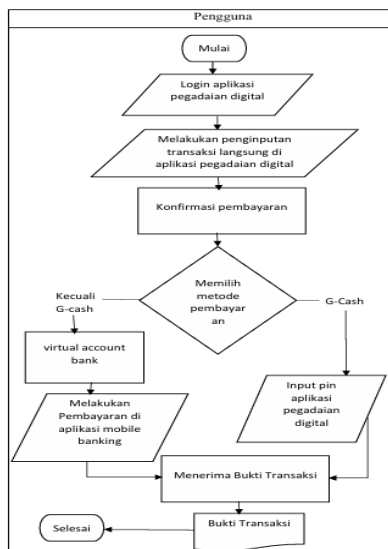 Pengguna
Mulai
Login aplikasi
pegadaian digital
Melakukan penginputan
transaksi langsung di
aplikasi pegadaian digital
Konfirmasi pembayaran
Memilih
metode
pembayar
an
Kecuali
G-cash
G-Cash
virtual account
bank
Melakukan
Pembayaran di
aplikasi mobile
banking
Input pin
aplikasi
pegadaian
digital
Menerima Bukti Transaksi
Bukti Transaksi
Selesai